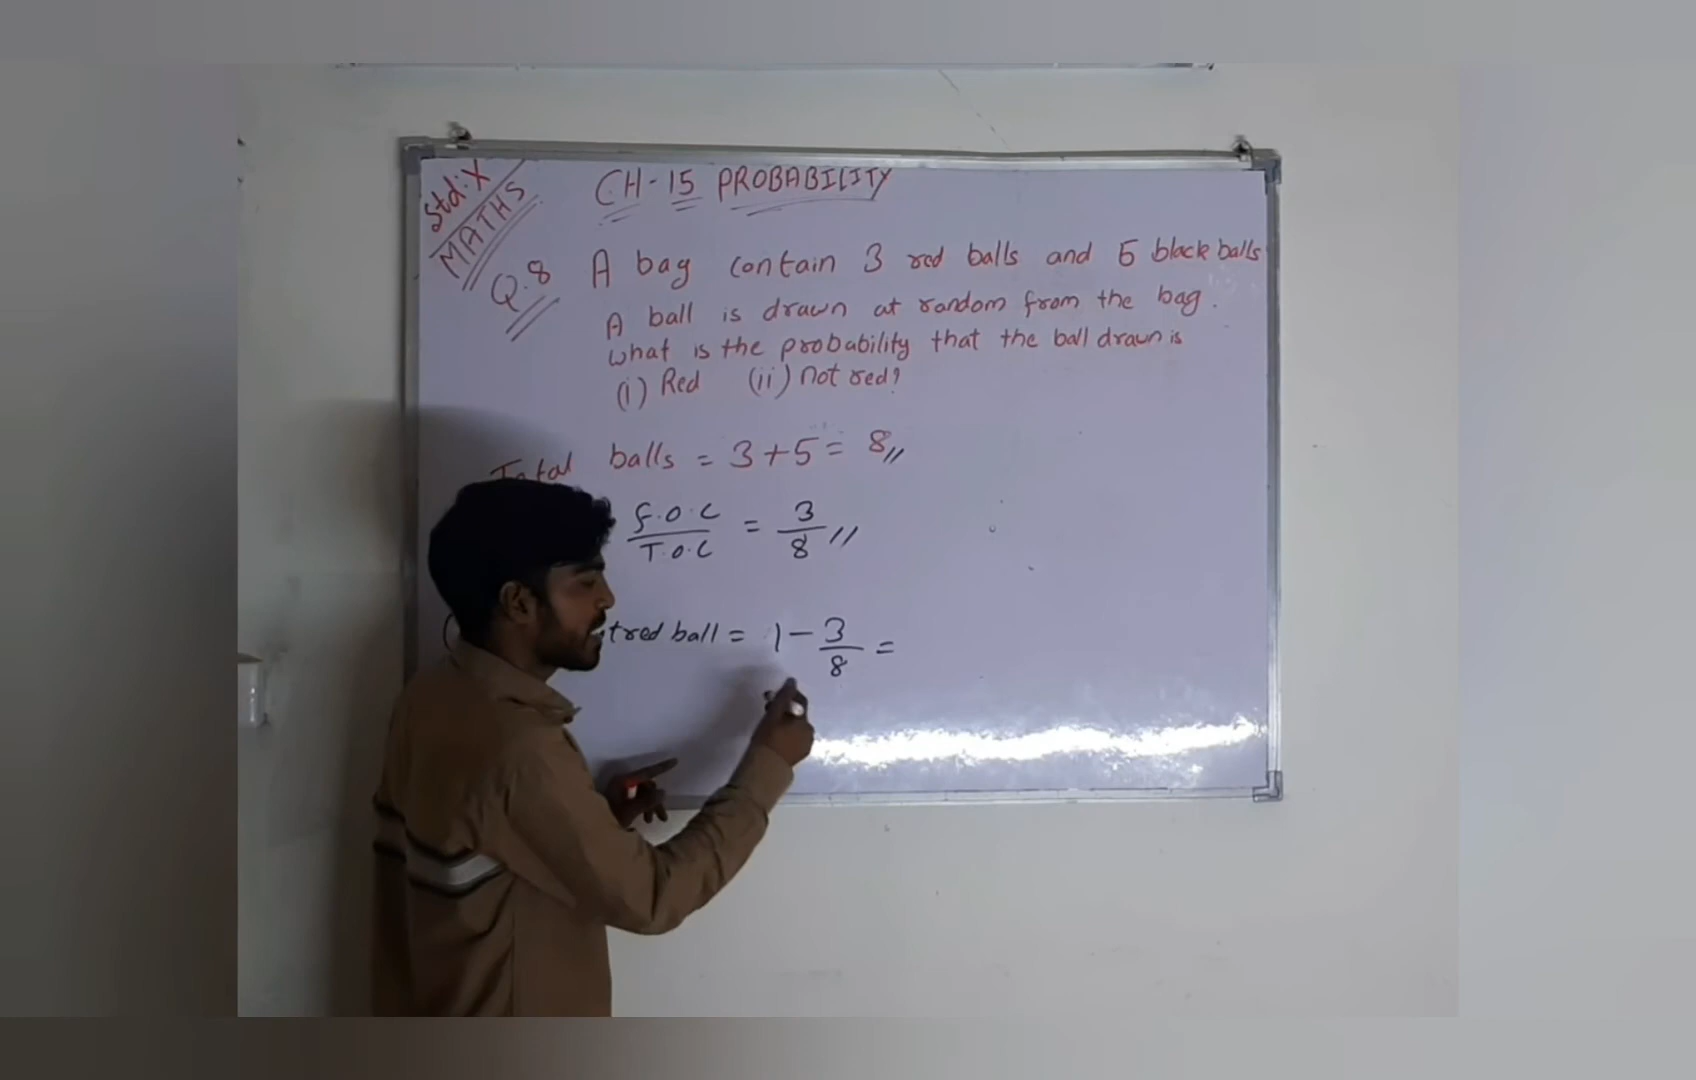 Std:X
MATHS
CH-15 PROBABILITY
Q.8 A bag contain 3 red balls and 5 black balls
A ball is drawn at random from the bag.
what is the probability that the ball drawn is
(i) Red (ii) not red?
Total balls = 3+5= 8//
f.o.c/T.o.C = 3/8//
red ball = 1 - 3/8 =